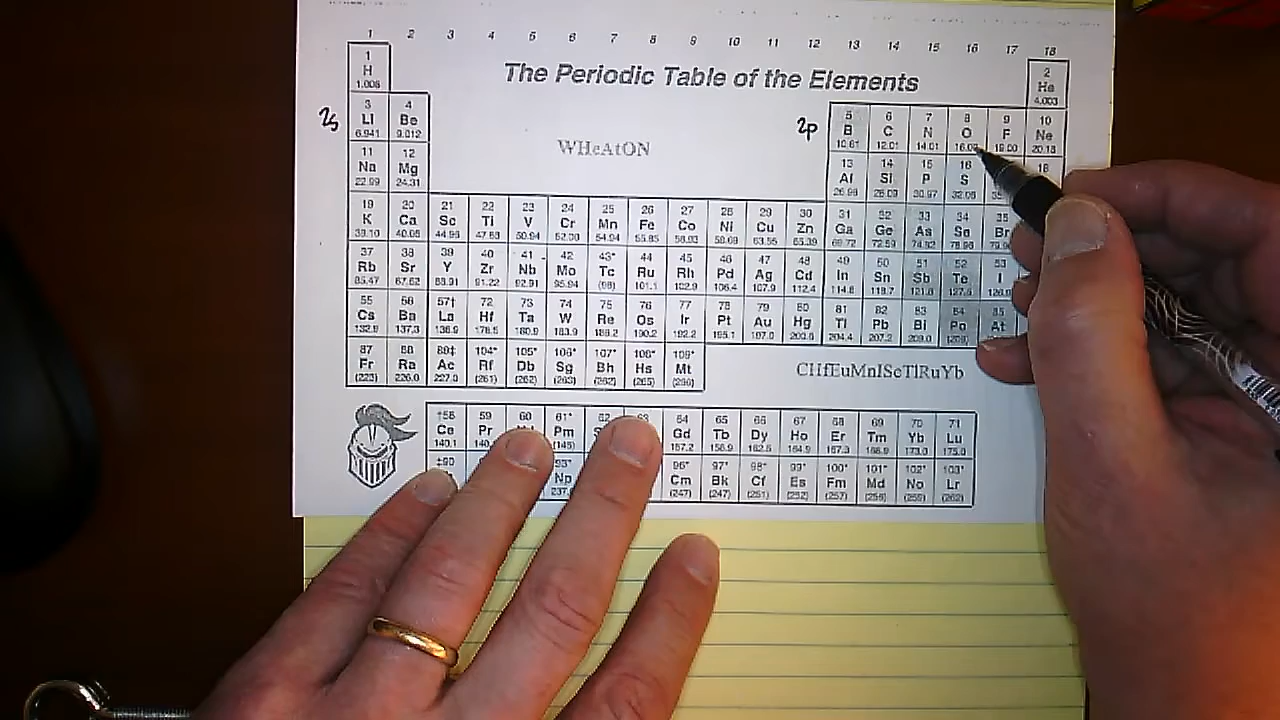 1 2 3 4 5 6 7 8 9 10 11 12 13 14 15 16 17 18
The Periodic Table of the Elements
1 2
H He
1.008 4.003
2s 3 4 2p 5 6 7 8 9 10
Li Be B C N O F Ne
6.941 9.012 10.81 12.01 14.01 16.00 19.00 20.18
WHeAtON
11 12 13 14 15 16 18
Na Mg Al Si P S
22.99 24.31 26.98 28.09 30.97 32.06 35
19 20 21 22 23 24 25 26 27 28 29 30 31 32 33 34 35
K Ca Sc Ti V Cr Mn Fe Co Ni Cu Zn Ga Ge As Se Br
39.10 40.08 44.96 47.88 50.94 52.00 54.94 55.85 58.93 58.69 63.55 65.39 69.72 72.59 74.92 78.96 79.9
37 38 39 40 41 42 43* 44 45 46 47 48 49 50 51 52 53
Rb Sr Y Zr Nb Mo Tc Ru Rh Pd Ag Cd In Sn Sb Te I
85.47 87.62 88.91 91.22 92.91 95.94 (98) 101.1 102.9 106.4 107.9 112.4 114.8 118.7 121.8 127.6 126.9
55 56 57† 72 73 74 75 76 77 78 79 80 81 82 83 84 85
Cs Ba La Hf Ta W Re Os Ir Pt Au Hg Tl Pb Bi Po At
132.9 137.3 138.9 178.5 180.9 183.9 186.2 190.2 192.2 195.1 197.0 200.6 204.4 207.2 209.0 (209)
87 88 89‡ 104* 105* 106* 107* 108* 109*
Fr Ra Ac Rf Db Sg Bh Hs Mt
(223) 226.0 227.0 (261) (262) (263) (262) (265) (266)
CHfEuMnISeTlRuYb
†58 59 60 61* 62 63 64 65 66 67 68 69 70 71
Ce Pr Pm Gd Tb Dy Ho Er Tm Yb Lu
140.1 140. (145) 157.2 158.9 162.5 164.9 167.3 168.9 173.0 175.0
‡90 93* 96* 97* 98* 99* 100* 101* 102* 103*
Np Cm Bk Cf Es Fm Md No Lr
237. (247) (247) (251) (252) (257) (258) (259) (262)